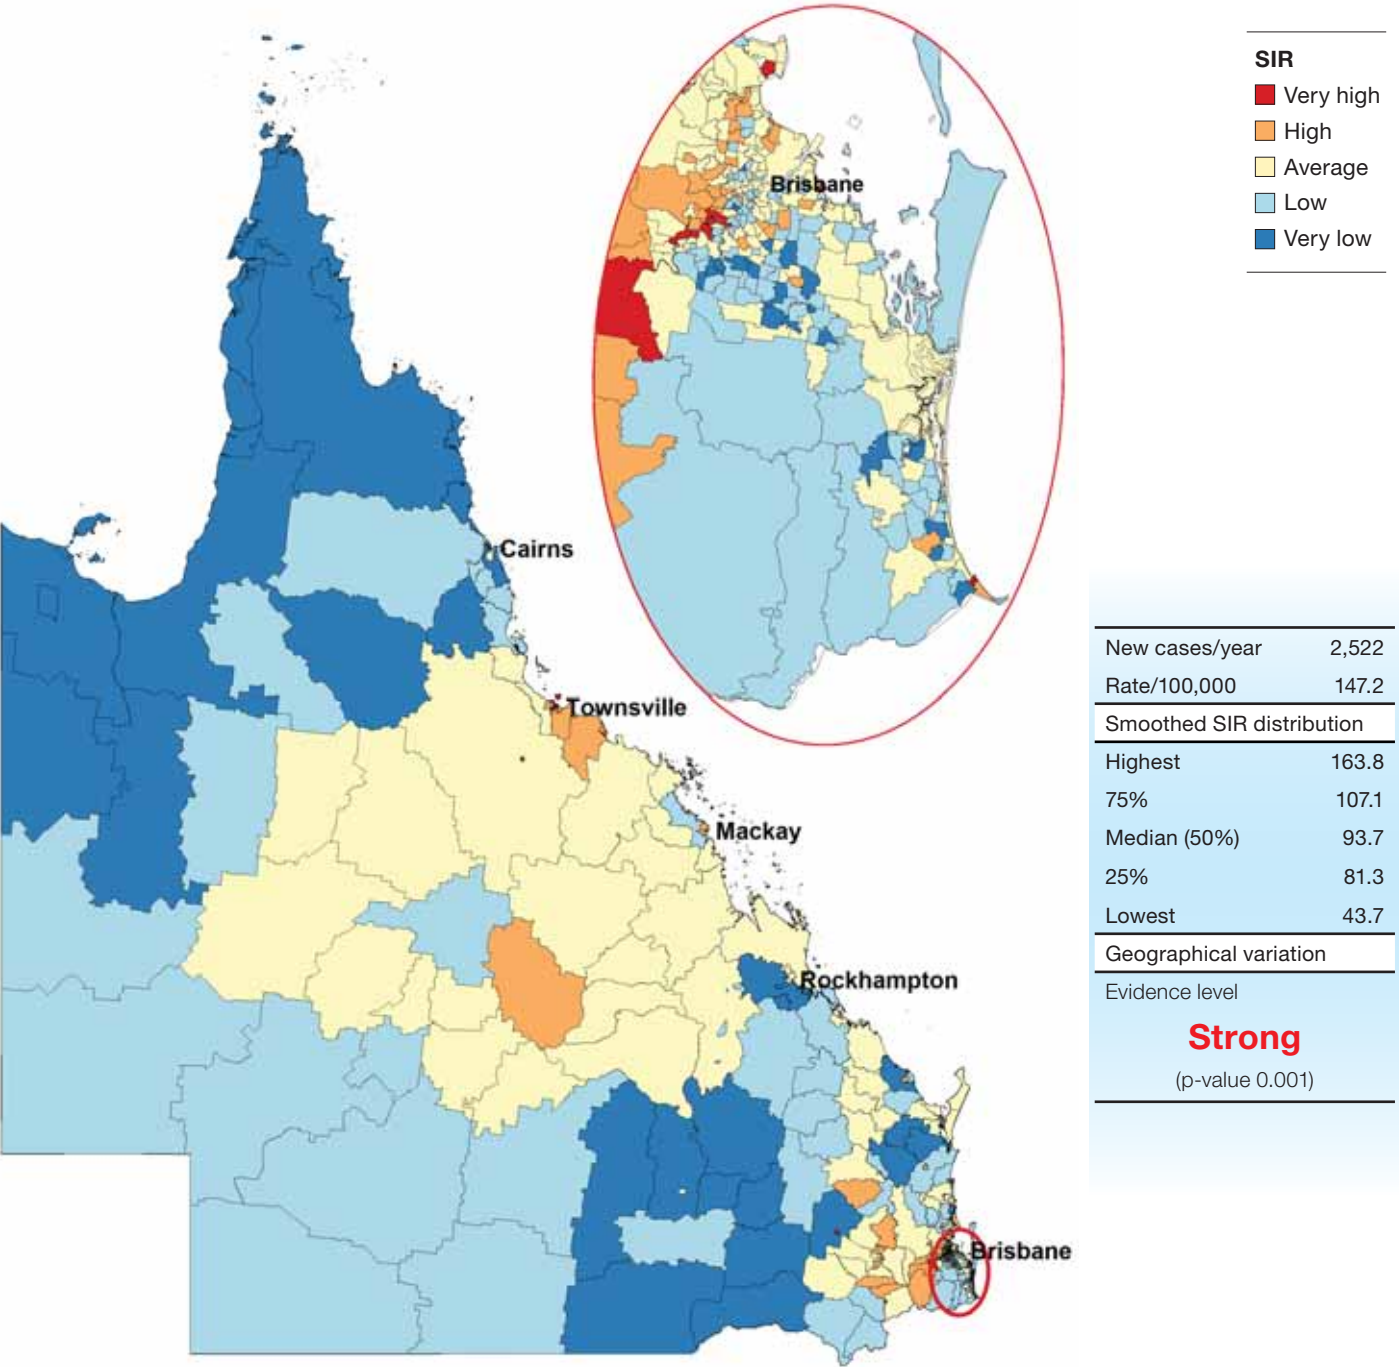 SIR
Very high
High
Average
Low
Very low
Brisbane
Cairns
Townsville
Mackay
Rockhampton
Brisbane
New cases/year 2,522
Rate/100,000 147.2
Smoothed SIR distribution
Highest 163.8
75% 107.1
Median (50%) 93.7
25% 81.3
Lowest 43.7
Geographical variation
Evidence level
Strong
(p-value 0.001)